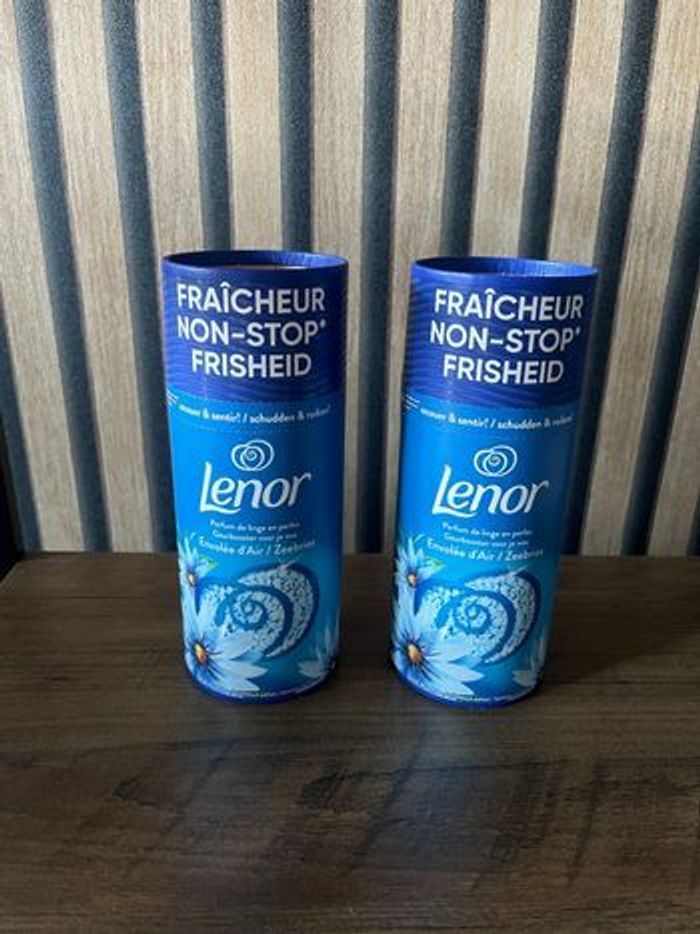 FRAÎCHEUR
NON-STOP*
FRISHEID
secouer & sentir! / schudden & ruiken!
Lenor
Parfum de linge en perles
Geurbooster voor je was
Envolée d'Air / Zeebries
FRAÎCHEUR
NON-STOP*
FRISHEID
secouer & sentir! / schudden & ruiken!
Lenor
Parfum de linge en perles
Geurbooster voor je was
Envolée d'Air / Zeebries